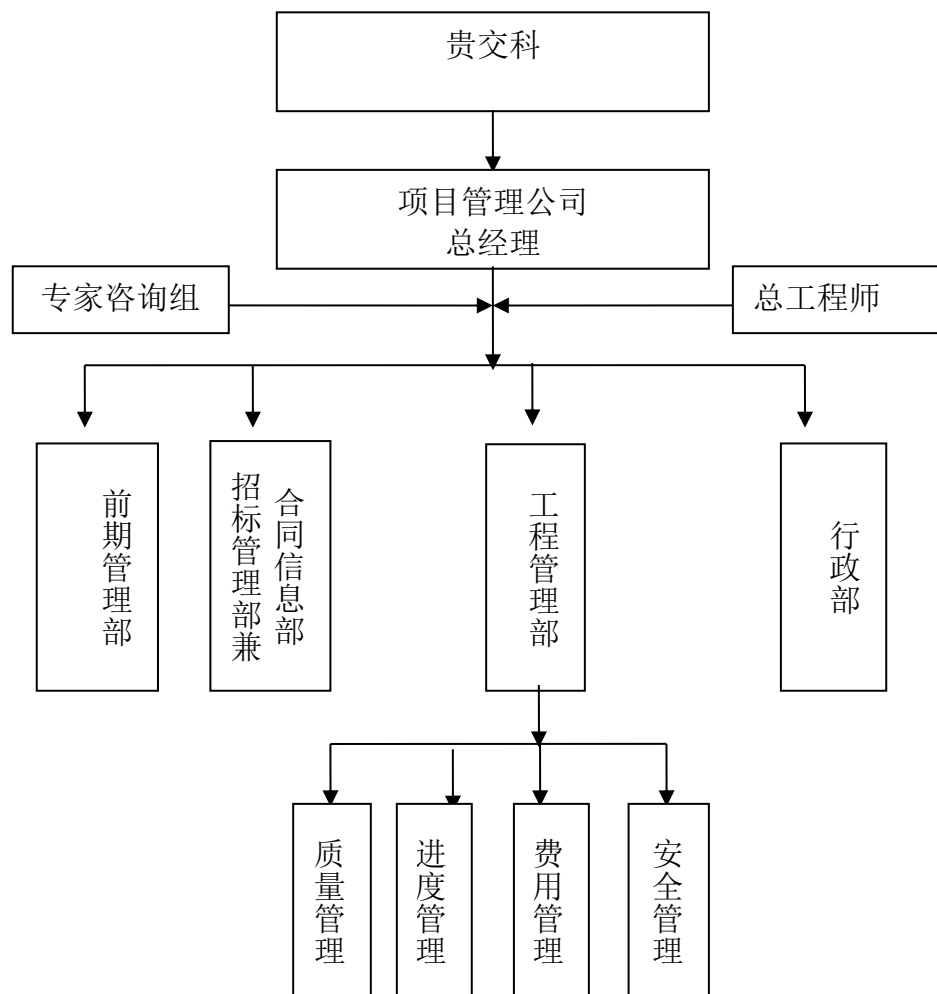 贵交科
项目管理公司
总经理
专家咨询组
总工程师
前期管理部
招标管理部兼
合同信息部
工程管理部
行政部
质量管理
进度管理
费用管理
安全管理